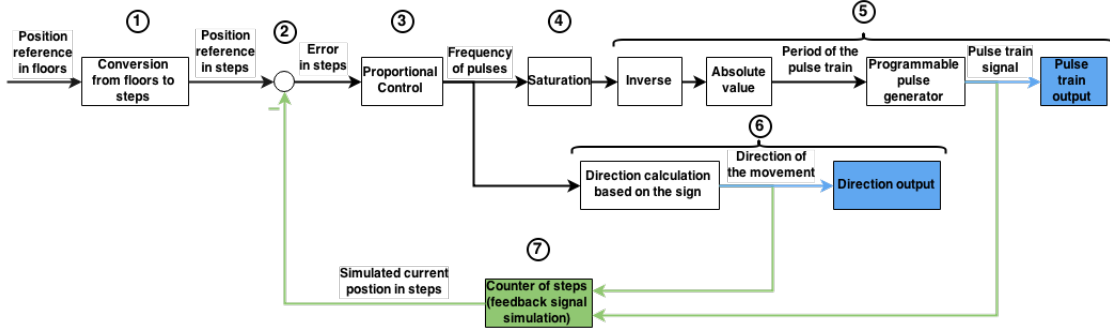 1
2
3
4
5
Position
reference
in floors
Conversion
from floors to
steps
Position
reference
in steps
Error
in steps
Proportional
Control
Frequency
of pulses
Saturation
Inverse
Absolute
value
Period of the
pulse train
Programmable
pulse
generator
Pulse train
signal
Pulse
train
output
6
Direction calculation
based on the sign
Direction of
the movement
Direction output
7
Simulated current
postion in steps
Counter of steps
(feedback signal
simulation)